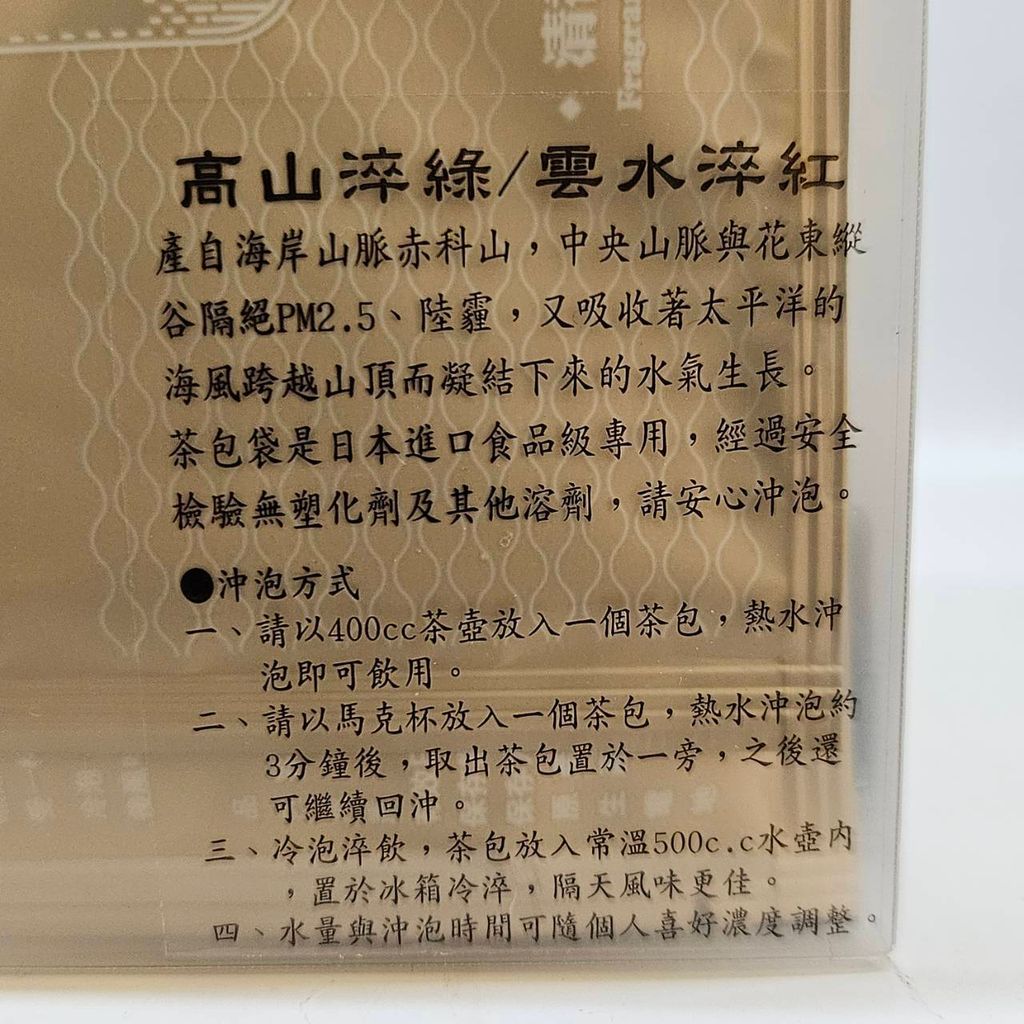 高山淬綠/雲水淬紅
產自海岸山脈赤科山，中央山脈與花東縱
谷隔絕PM2.5、陸霾，又吸收著太平洋的
海風跨越山頂而凝結下來的水氣生長。
茶包袋是日本進口食品級專用，經過安全
檢驗無塑化劑及其他溶劑，請安心沖泡。
●沖泡方式
一、請以400cc茶壺放入一個茶包，熱水沖
泡即可飲用。
二、請以馬克杯放入一個茶包，熱水沖泡約
3分鐘後，取出茶包置於一旁，之後還
可繼續回沖。
三、冷泡淬飲，茶包放入常溫500c.c水壺內
，置於冰箱冷淬，隔天風味更佳。
四、水量與沖泡時間可隨個人喜好濃度調整。